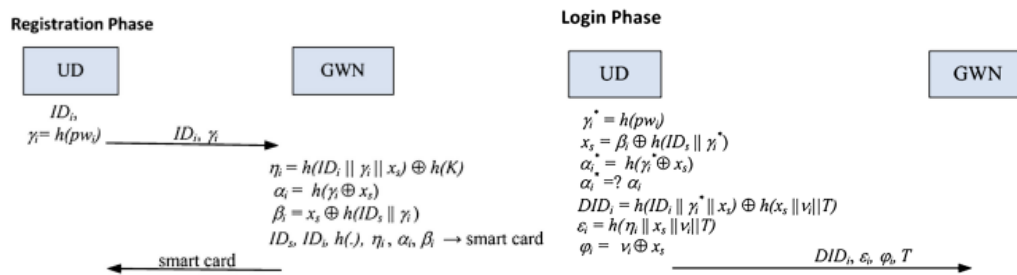 Registration Phase
UD
GWN
IDᵢ,
γᵢ= h(pwᵢ)
IDᵢ, γᵢ
ηᵢ = h(IDᵢ || γᵢ || xₛ) ⊕ h(K)
αᵢ = h(γᵢ ⊕ xₛ)
βᵢ = xₛ ⊕ h(IDₛ || γᵢ)
IDₛ, IDᵢ, h(.), ηᵢ , αᵢ, βᵢ → smart card
smart card
Login Phase
UD
GWN
γᵢ* = h(pwᵢ)
xₛ = βᵢ ⊕ h(IDₛ || γᵢ*)
αᵢ* = h(γᵢ* ⊕ xₛ)
αᵢ* =? αᵢ
DIDᵢ = h(IDᵢ || γᵢ* || xₛ) ⊕ h(xₛ || νᵢ|| T)
εᵢ = h(ηᵢ || xₛ || νᵢ|| T)
φᵢ = νᵢ ⊕ xₛ
DIDᵢ, εᵢ, φᵢ, T